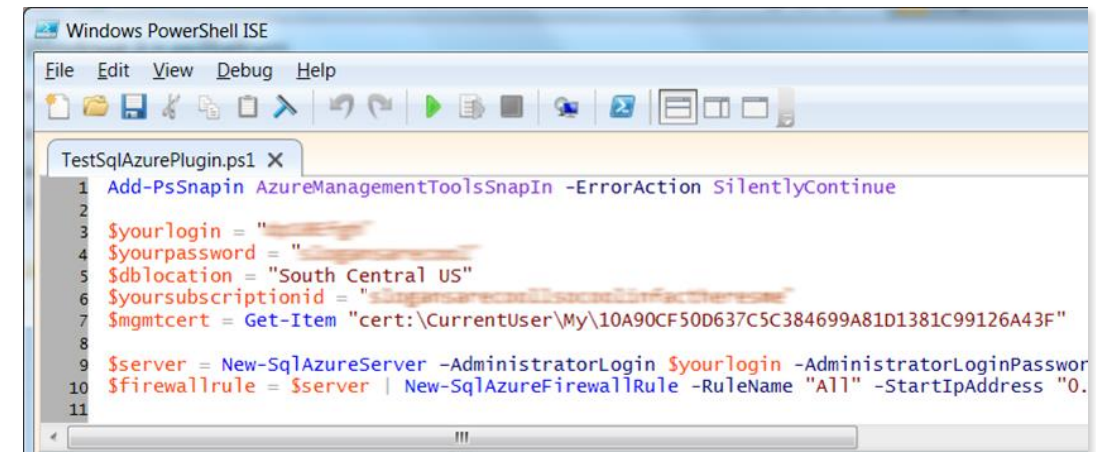 Windows PowerShell ISE
File Edit View Debug Help
TestSqlAzurePlugin.ps1
1 Add-PsSnapin AzureManagementToolsSnapIn -ErrorAction SilentlyContinue
2
3 $yourlogin = "
4 $yourpassword = "
5 $dblocation = "South Central US"
6 $yoursubscriptionid = "
7 $mgmtcert = Get-Item "cert:\CurrentUser\My\10A90CF50D637C5C384699A81D1381C99126A43F"
8
9 $server = New-SqlAzureServer -AdministratorLogin $yourlogin -AdministratorLoginPasswor
10 $firewallrule = $server | New-SqlAzureFirewallRule -RuleName "All" -StartIpAddress "0.
11